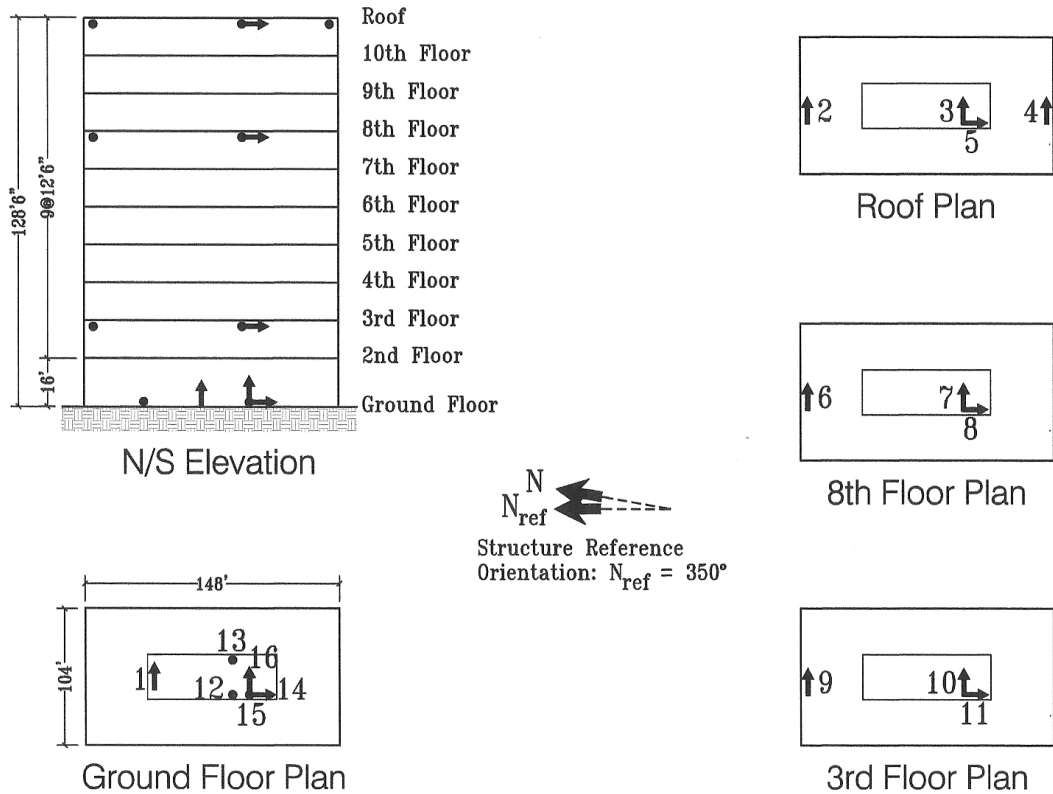 Roof
10th Floor
9th Floor
8th Floor
7th Floor
6th Floor
5th Floor
4th Floor
3rd Floor
2nd Floor
Ground Floor
128'6"
9@12'6"
16'
N/S Elevation
2 3 4
5
Roof Plan
6 7
8
8th Floor Plan
N
Nref
Structure Reference
Orientation: Nref = 350°
148'
104'
13
16
1
12 14
15
Ground Floor Plan
9 10
11
3rd Floor Plan